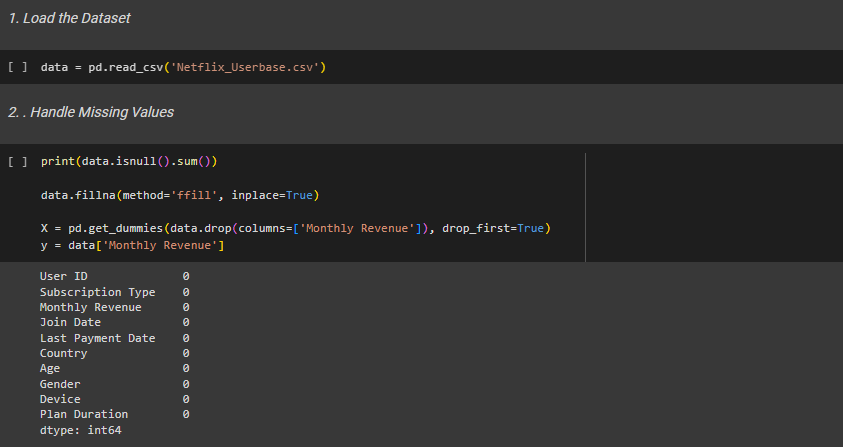 1. Load the Dataset
[ ] data = pd.read_csv('Netflix_Userbase.csv')
2. . Handle Missing Values
[ ] print(data.isnull().sum())
data.fillna(method='ffill', inplace=True)
X = pd.get_dummies(data.drop(columns=['Monthly Revenue']), drop_first=True)
y = data['Monthly Revenue']
User ID 0
Subscription Type 0
Monthly Revenue 0
Join Date 0
Last Payment Date 0
Country 0
Age 0
Gender 0
Device 0
Plan Duration 0
dtype: int64